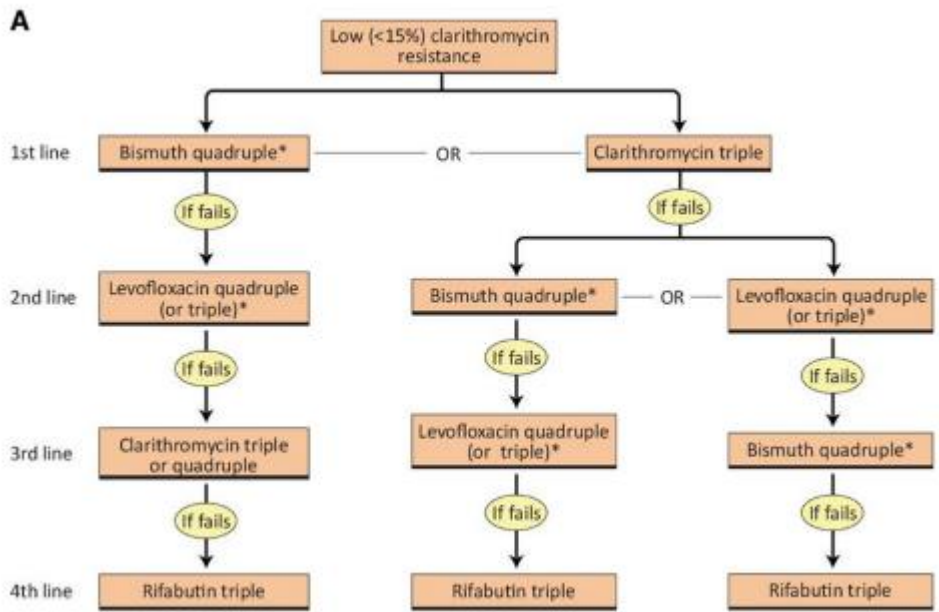 A
Low (<15%) clarithromycin
resistance
1st line
Bismuth quadruple*
OR
Clarithromycin triple
If fails
If fails
2nd line
Levofloxacin quadruple
(or triple)*
Bismuth quadruple*
OR
Levofloxacin quadruple
(or triple)*
If fails
If fails
If fails
3rd line
Clarithromycin triple
or quadruple
Levofloxacin quadruple
(or triple)*
Bismuth quadruple*
If fails
If fails
If fails
4th line
Rifabutin triple
Rifabutin triple
Rifabutin triple